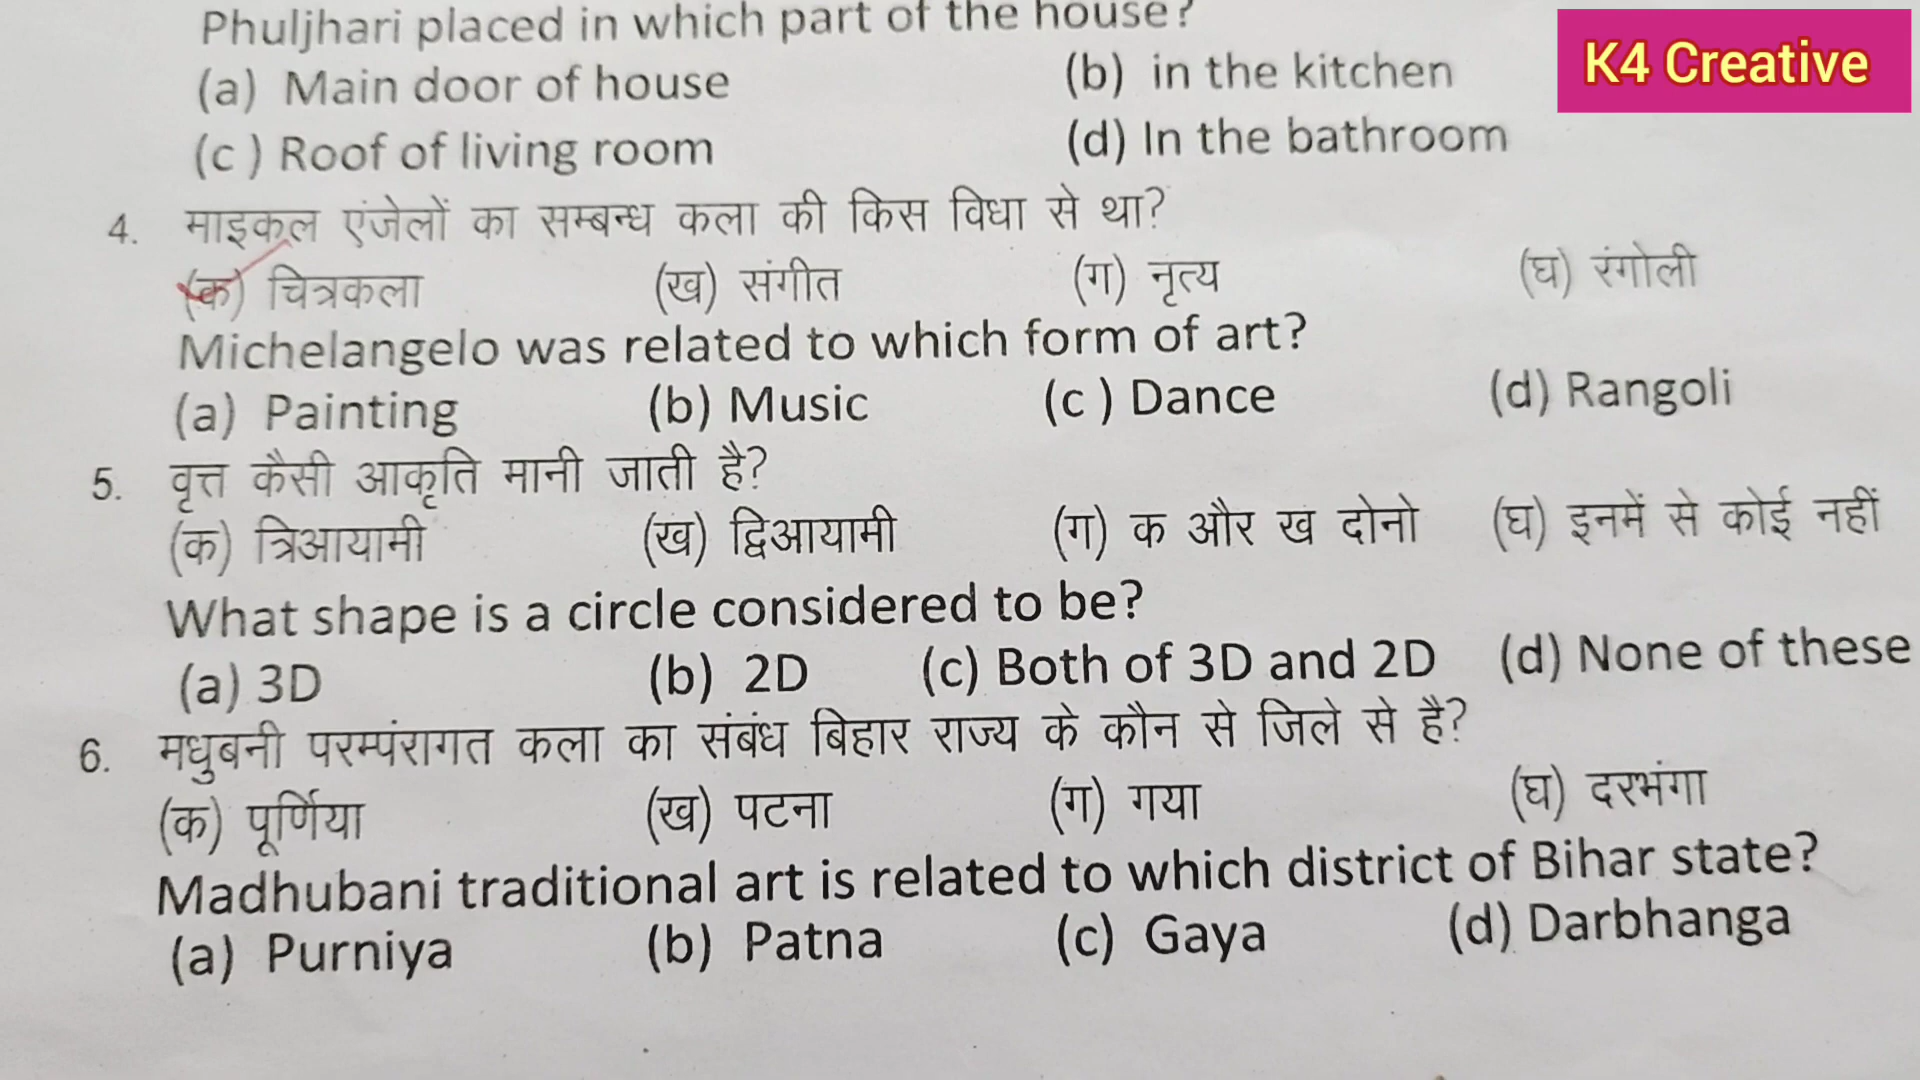 Phuljhari placed in which part of the house?
K4 Creative
(a) Main door of house (b) in the kitchen
(c ) Roof of living room (d) In the bathroom
4. माइकल एंजेलों का सम्बन्ध कला की किस विधा से था?
(क) चित्रकला (ख) संगीत (ग) नृत्य (घ) रंगोली
Michelangelo was related to which form of art?
(a) Painting (b) Music (c ) Dance (d) Rangoli
5. वृत्त कैसी आकृति मानी जाती है?
(क) त्रिआयामी (ख) द्विआयामी (ग) क और ख दोनो (घ) इनमें से कोई नहीं
What shape is a circle considered to be?
(a) 3D (b) 2D (c) Both of 3D and 2D (d) None of these
6. मधुबनी परम्पंरागत कला का संबंध बिहार राज्य के कौन से जिले से है?
(क) पूर्णिया (ख) पटना (ग) गया (घ) दरभंगा
Madhubani traditional art is related to which district of Bihar state?
(a) Purniya (b) Patna (c) Gaya (d) Darbhanga